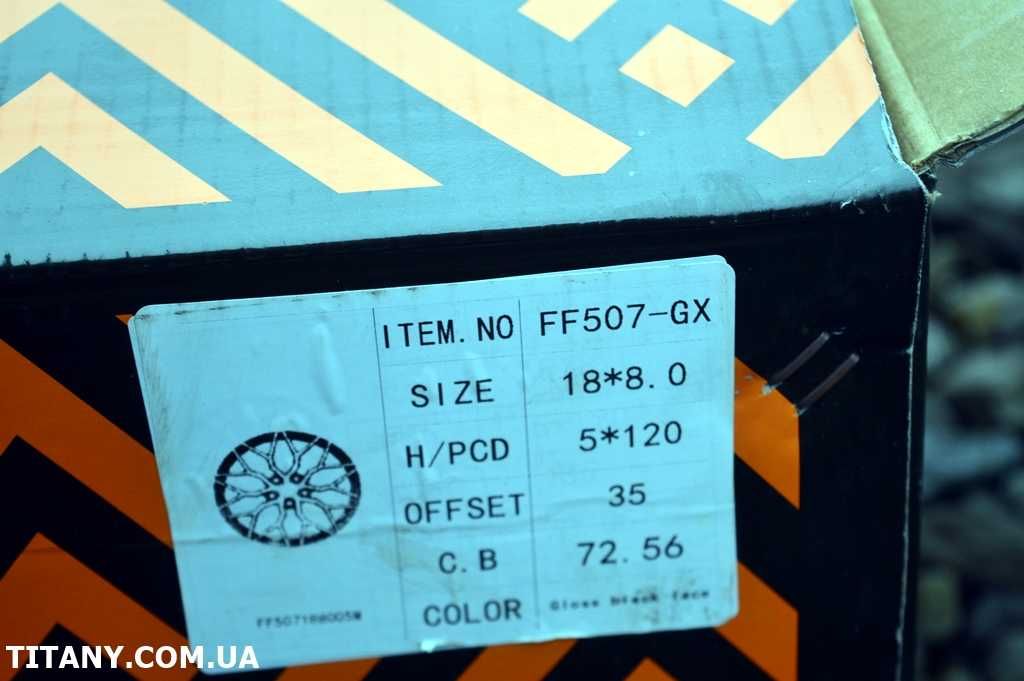 ITEM. NO FF507-GX
SIZE 18*8. 0
H/PCD 5*120
OFFSET 35
C. B 72. 56
COLOR Gloss black face
TITANY.COM.UA